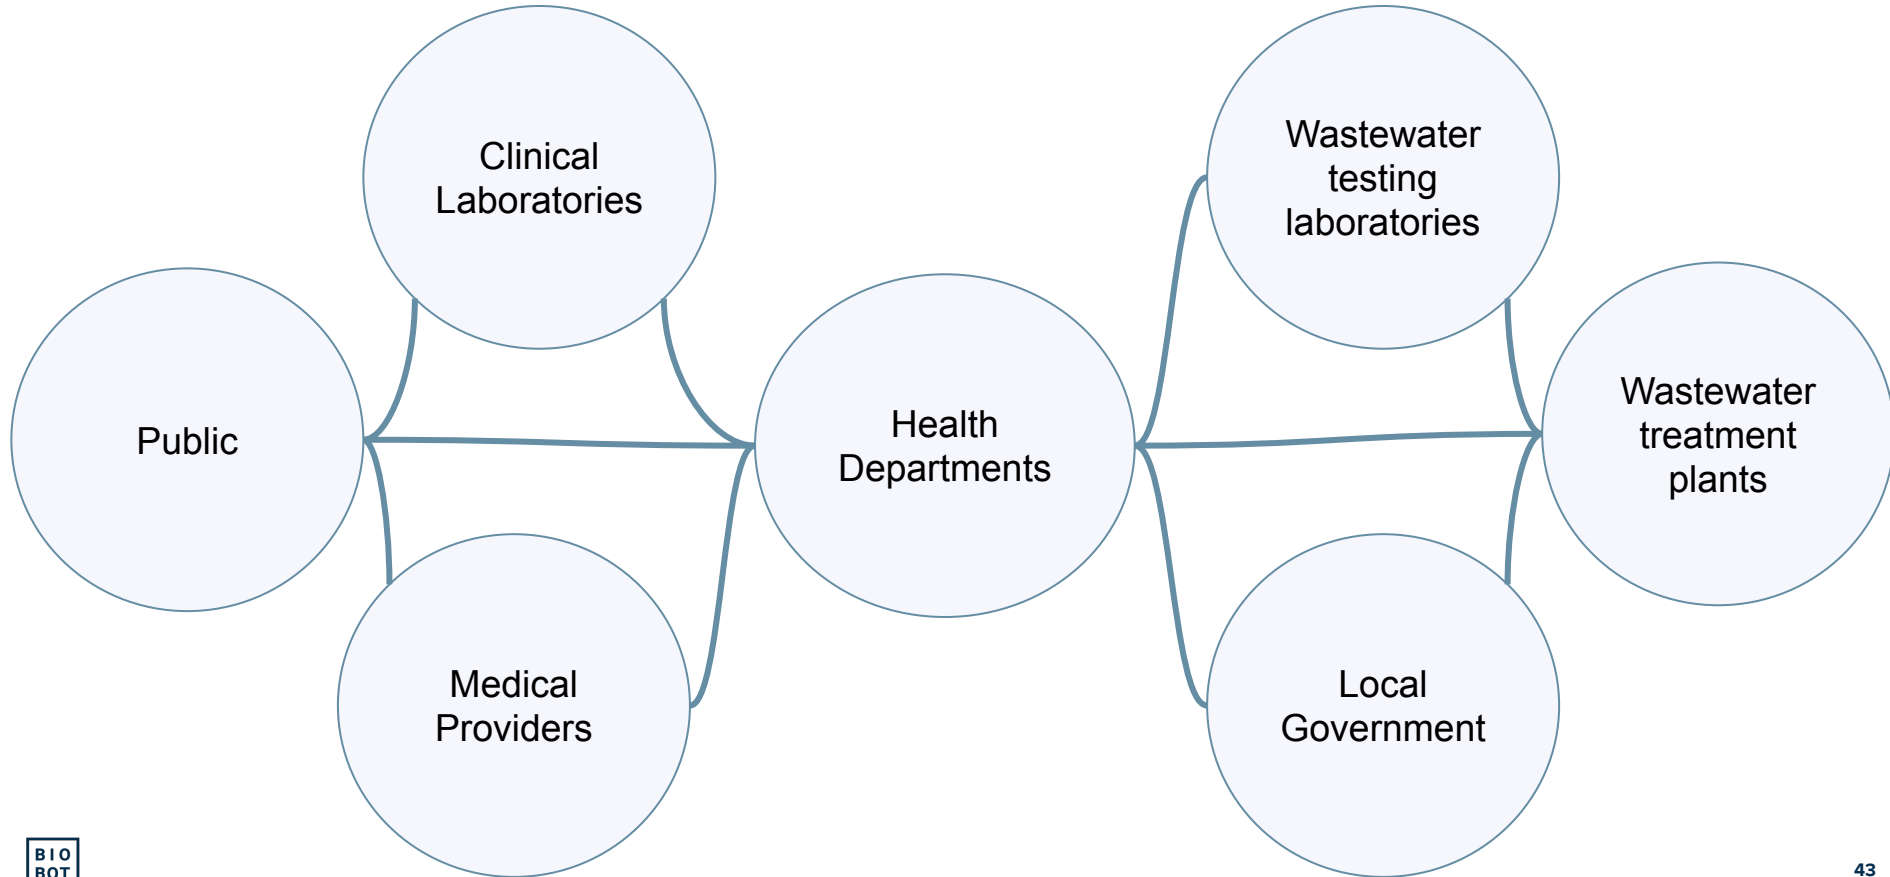 Clinical
Laboratories
Wastewater
testing
laboratories
Public
Health
Departments
Wastewater
treatment
plants
Medical
Providers
Local
Government
BIO
BOT
43